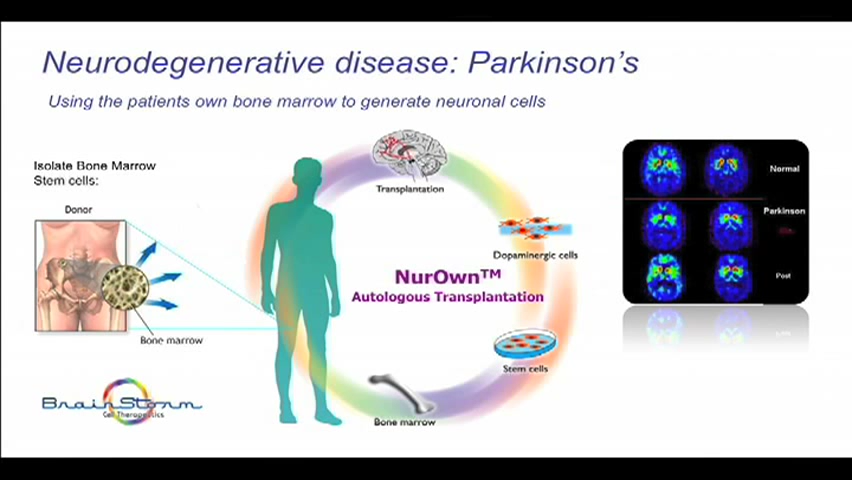 Neurodegenerative disease: Parkinson's
Using the patients own bone marrow to generate neuronal cells
Isolate Bone Marrow
Stem cells:
Donor
Bone marrow
BrainStorm
Cell Therapeutics
Transplantation
Dopaminergic cells
NurOwn™
Autologous Transplantation
Stem cells
Bone marrow
Normal
Parkinson
Post